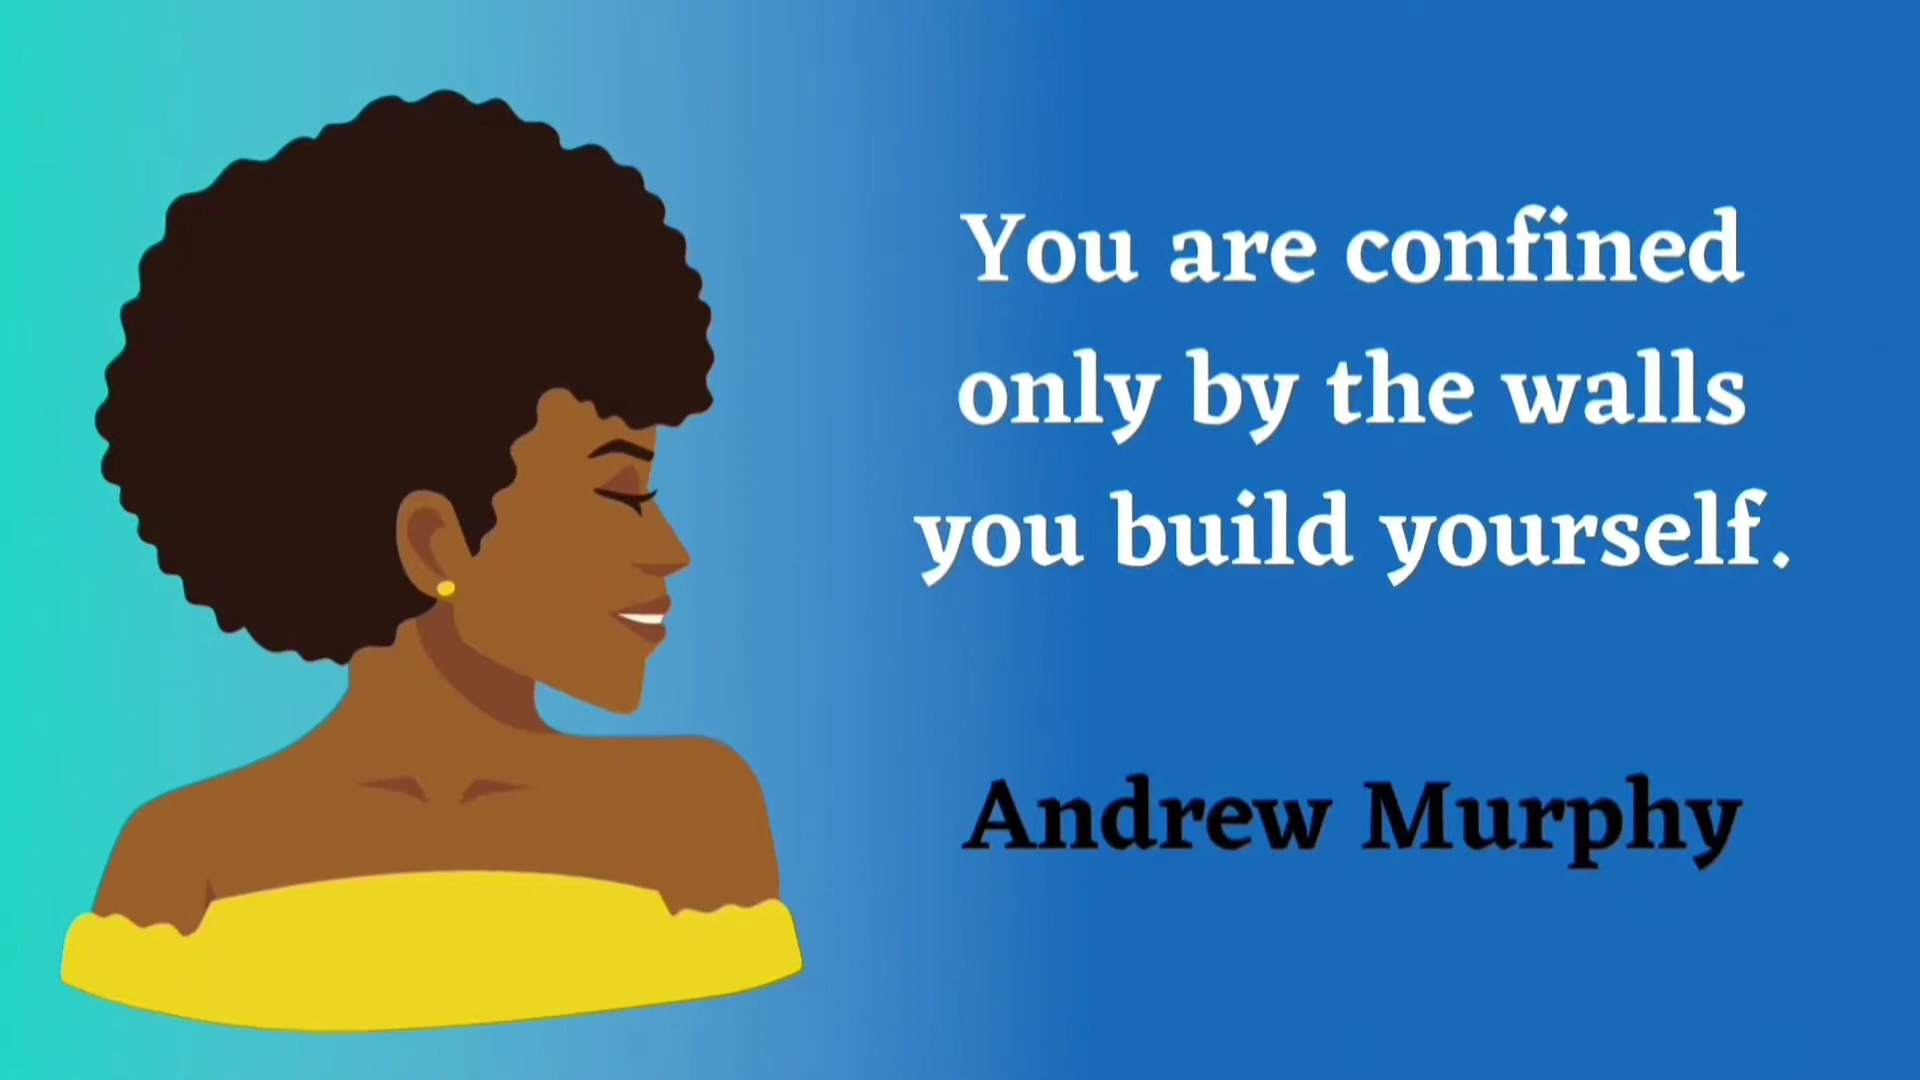 You are confined
only by the walls
you build yourself.
Andrew Murphy